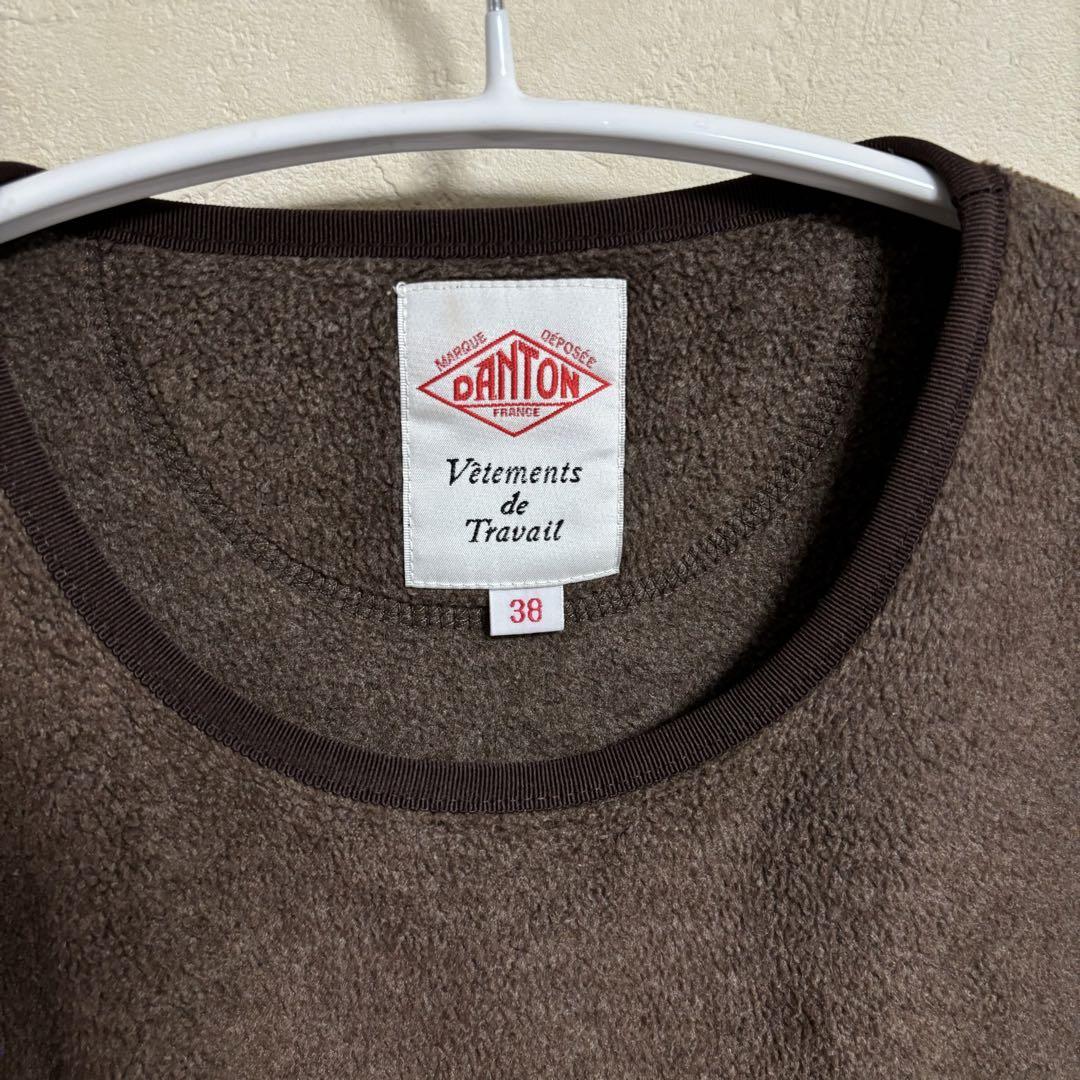 MARQUE DÉPOSÉE
DANTON
FRANCE
Vêtements
de
Travail
38